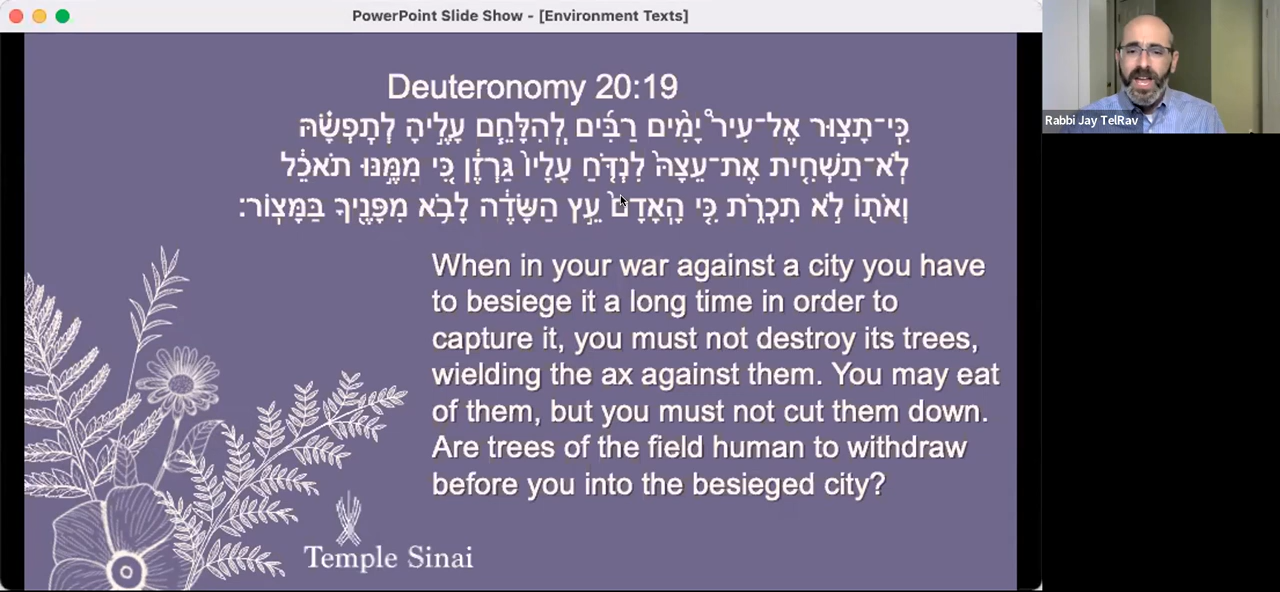 PowerPoint Slide Show - [Environment Texts]
Deuteronomy 20:19
כִּֽי־תָצ֣וּר אֶל־עִיר֩ יָמִ֨ים רַבִּ֜ים לְֽהִלָּחֵ֧ם עָלֶ֣יהָ לְתׇפְשָׂ֗הּ
לֹֽא־תַשְׁחִ֤ית אֶת־עֵצָהּ֙ לִנְדֹּ֤חַ עָלָיו֙ גַּרְזֶ֔ן כִּ֚י מִמֶּ֣נּוּ תֹאכֵ֔ל
וְאֹת֖וֹ לֹ֣א תִכְרֹ֑ת כִּ֤י הָֽאָדָם֙ עֵ֣ץ הַשָּׂדֶ֔ה לָבֹ֥א מִפָּנֶ֖יךָ בַּמָּצֽוֹר׃
When in your war against a city you have
to besiege it a long time in order to
capture it, you must not destroy its trees,
wielding the ax against them. You may eat
of them, but you must not cut them down.
Are trees of the field human to withdraw
before you into the besieged city?
Temple Sinai
Rabbi Jay TelRav